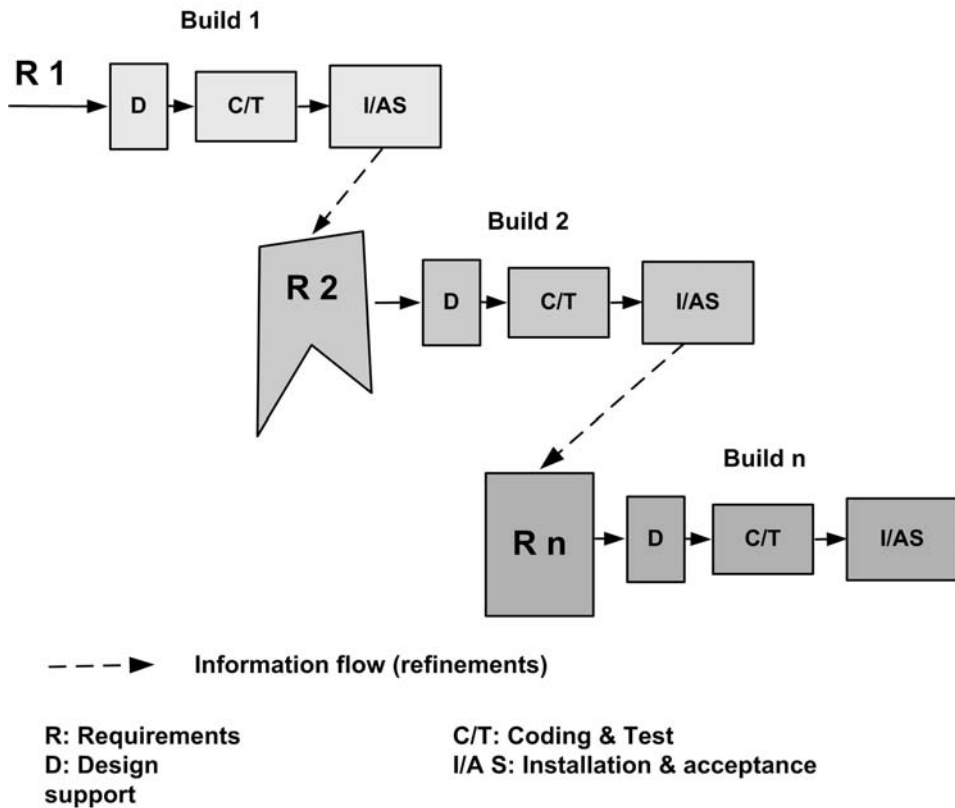 Build 1
R 1
D
C/T
I/AS
Build 2
R 2
D
C/T
I/AS
Build n
R n
D
C/T
I/AS
Information flow (refinements)
R: Requirements
D: Design
support
C/T: Coding & Test
I/A S: Installation & acceptance